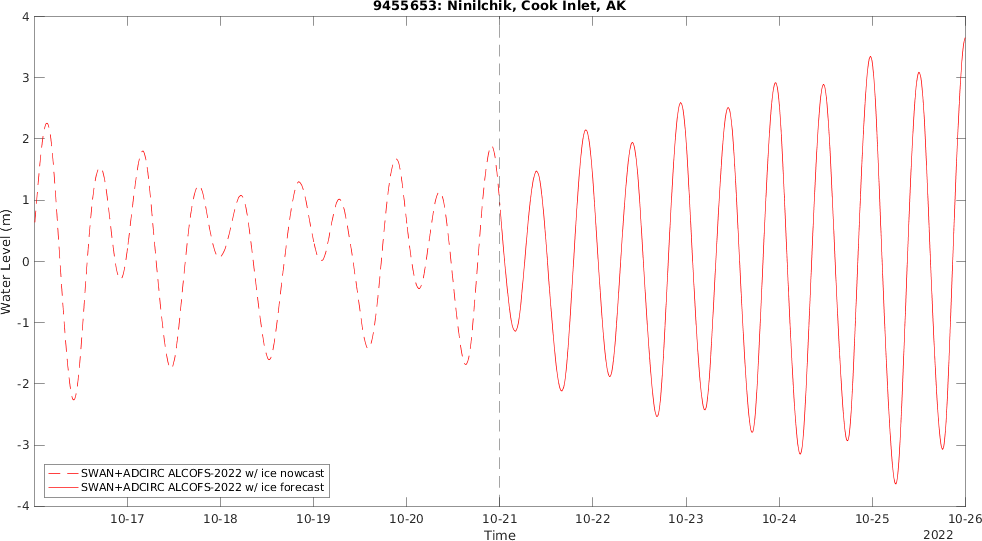 9455653: Ninilchik, Cook Inlet, AK
4
3
2
1
0
-1
-2
-3
-4
Water Level (m)
SWAN+ADCIRC ALCOFS-2022 w/ ice nowcast
SWAN+ADCIRC ALCOFS-2022 w/ ice forecast
10-17 10-18 10-19 10-20 10-21 10-22 10-23 10-24 10-25 10-26
Time
2022